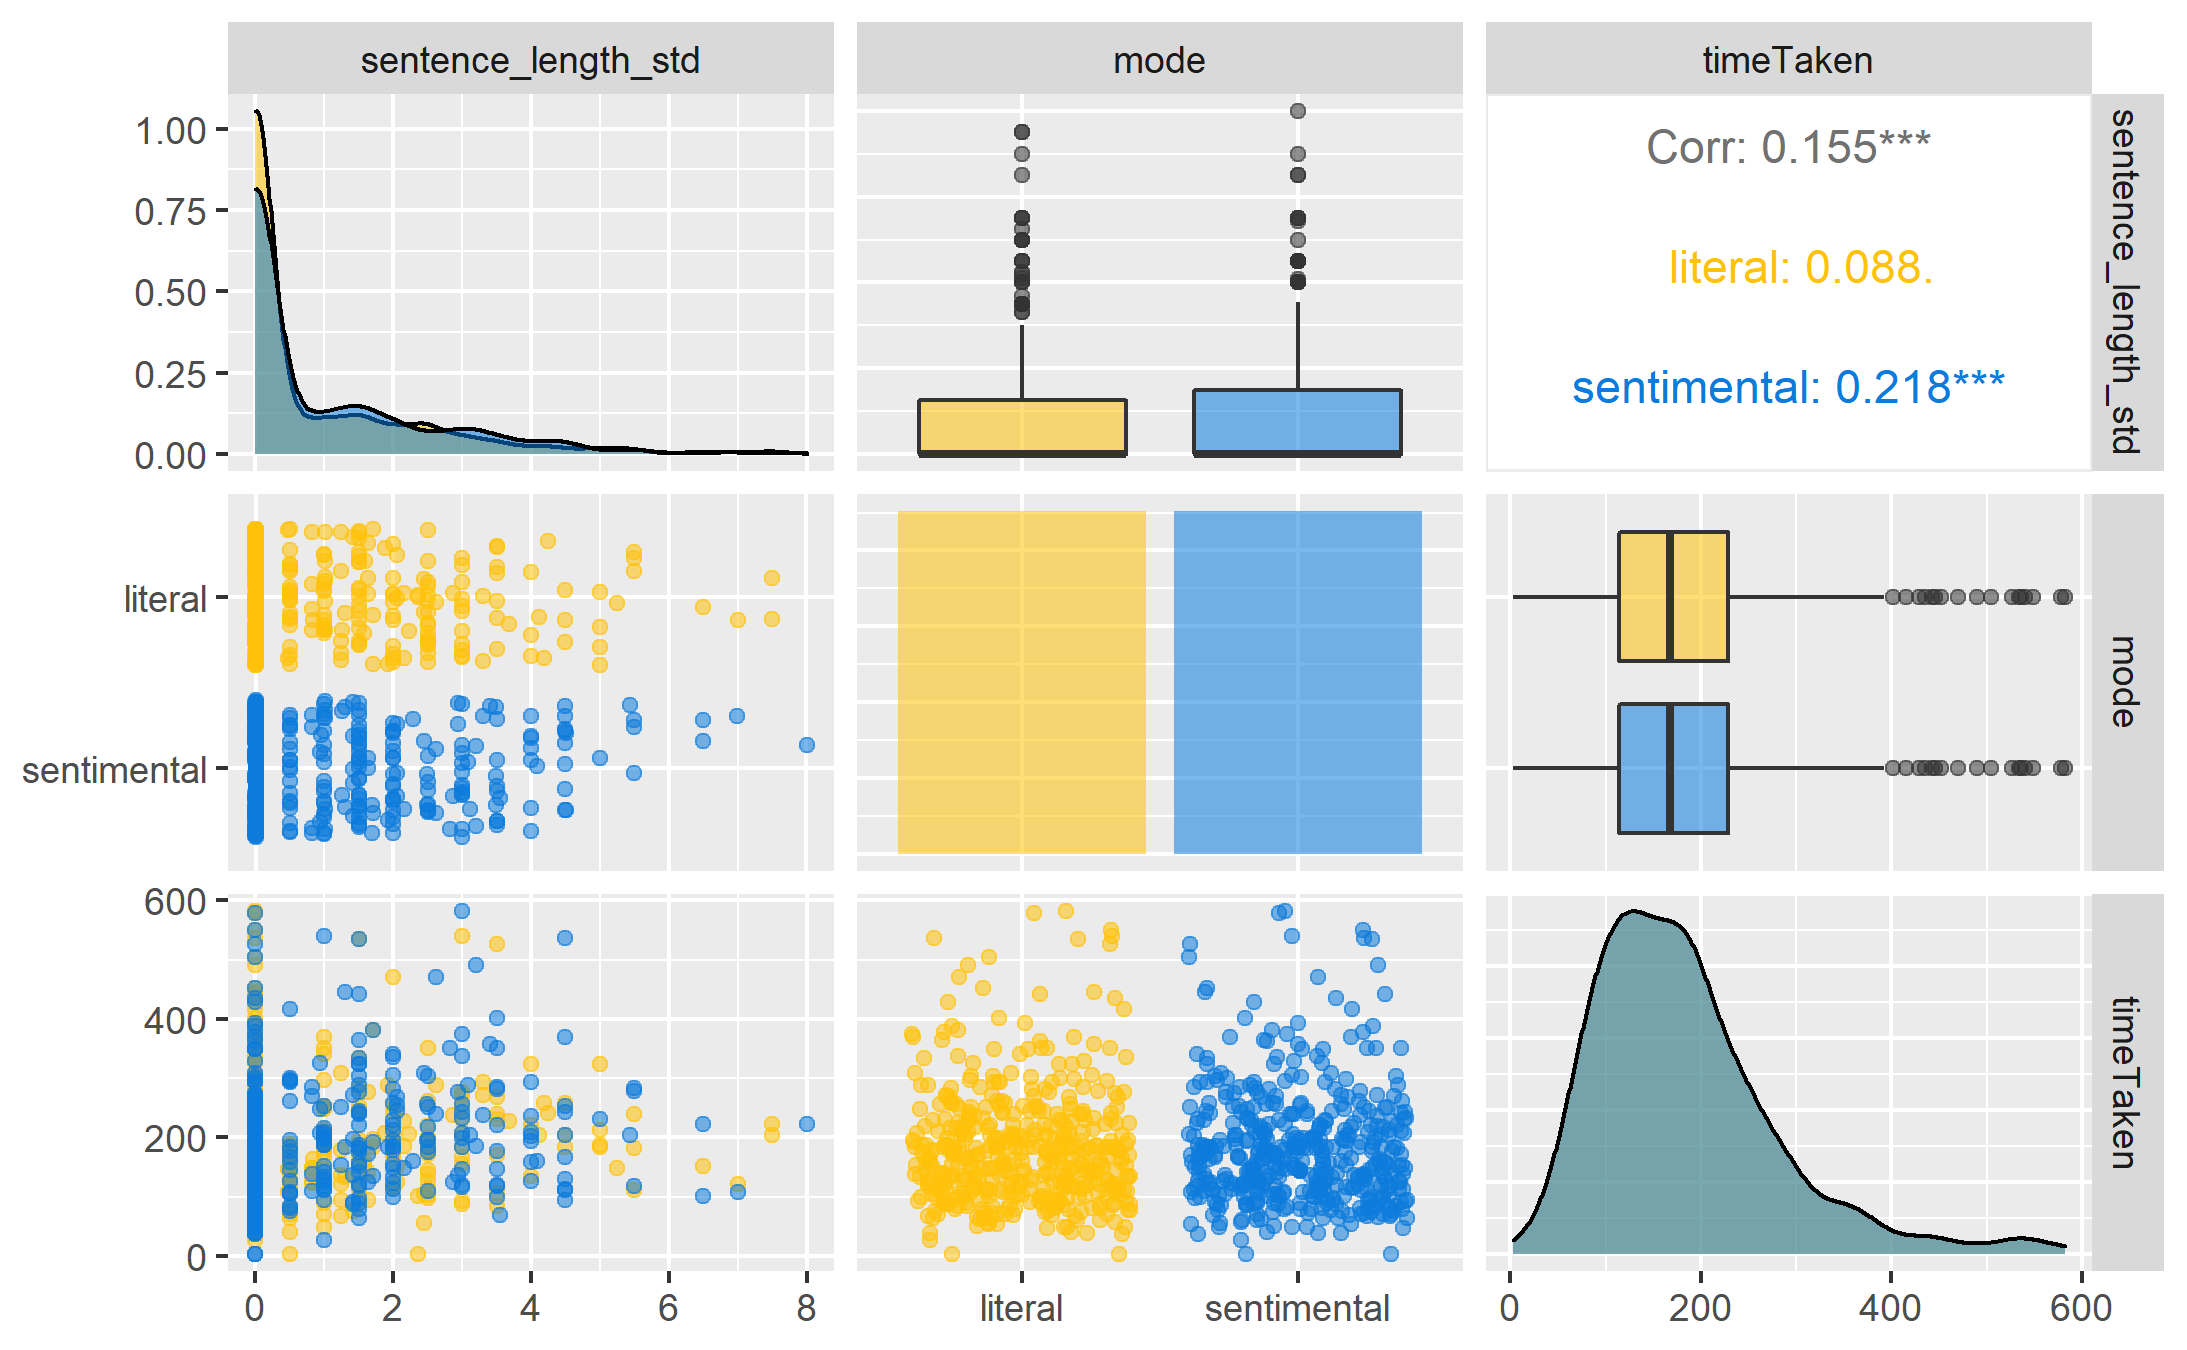 sentence_length_std
mode
timeTaken
1.00
0.75
0.50
0.25
0.00
Corr: 0.155***
literal: 0.088.
sentimental: 0.218***
sentence_length_std
literal
sentimental
mode
600
400
200
0
timeTaken
0
2
4
6
8
literal
sentimental
0
200
400
600